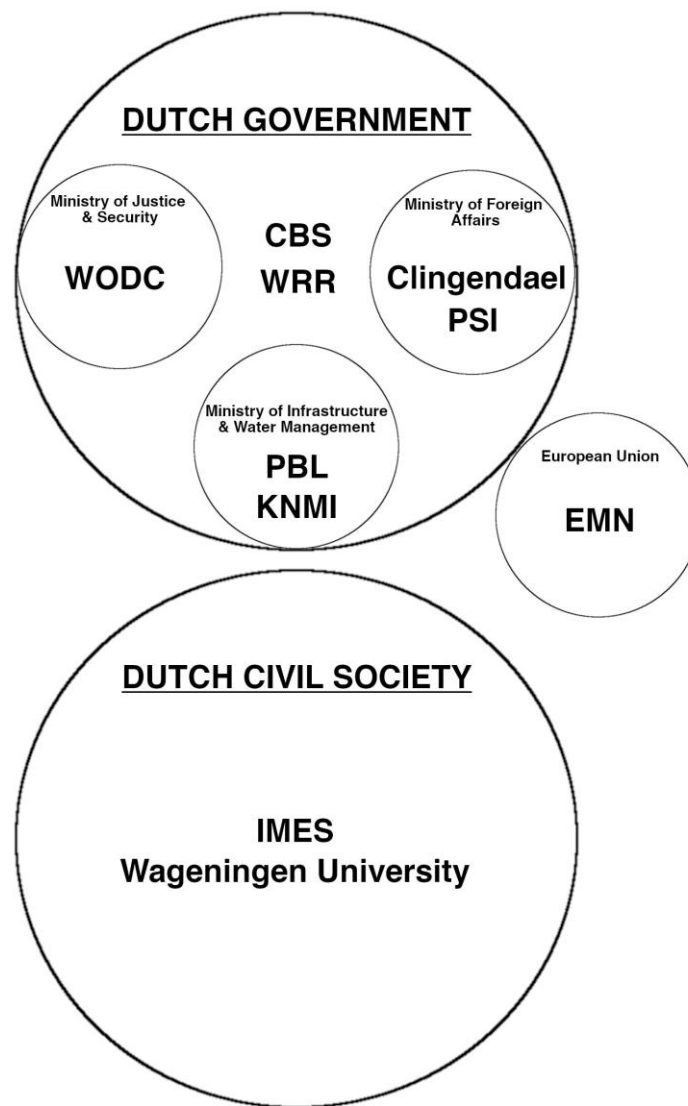 DUTCH GOVERNMENT
Ministry of Justice
& Security
WODC
CBS
WRR
Ministry of Foreign
Affairs
Clingendael
PSI
Ministry of Infrastructure
& Water Management
PBL
KNMI
European Union
EMN
DUTCH CIVIL SOCIETY
IMES
Wageningen University